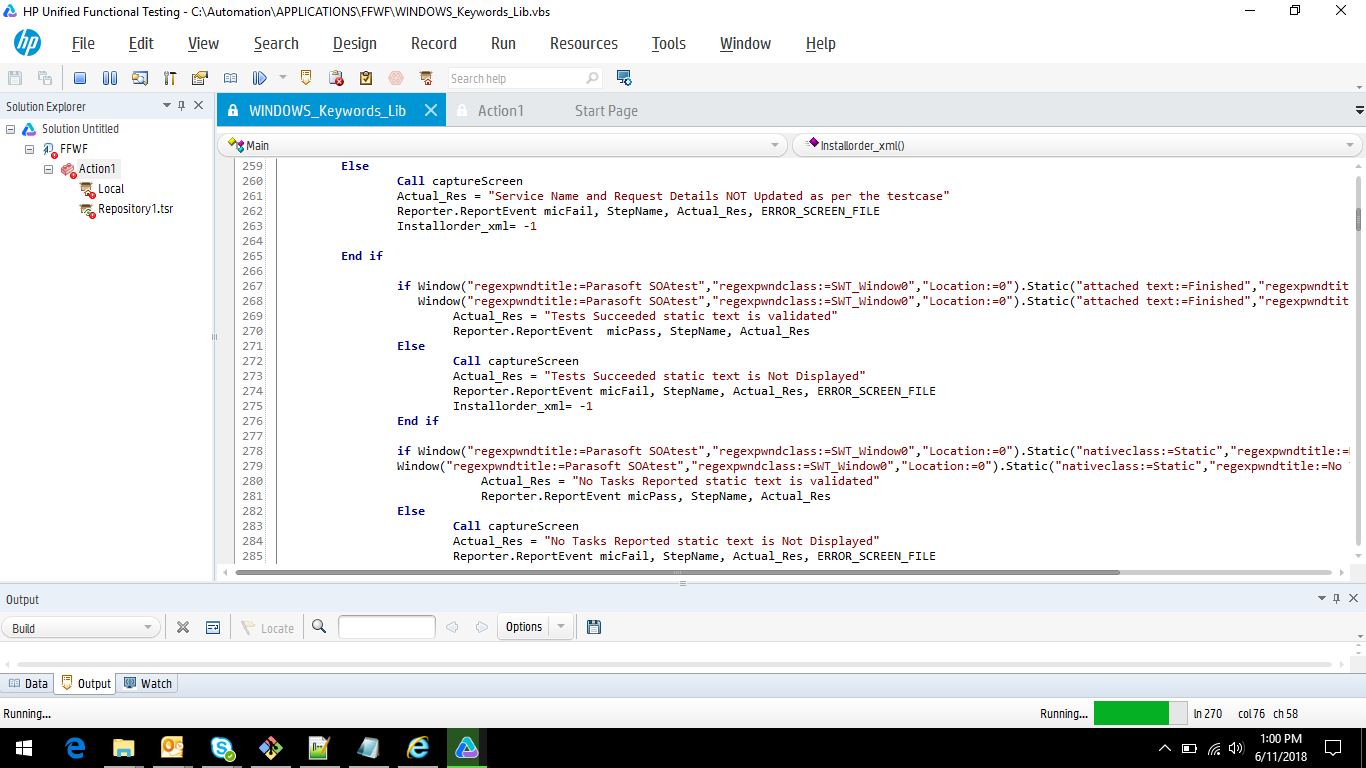 HP Unified Functional Testing - C:\Automation\APPLICATIONS\FFWF\WINDOWS_Keywords_Lib.vbs
hp File Edit View Search Design Record Run Resources Tools Window Help
Search help
Solution Explorer
WINDOWS_Keywords_Lib Action1 Start Page
Solution Untitled
FFWF
Action1
Local
Repository1.tsr
Main Installorder_xml()
259 Else
260 Call captureScreen
261 Actual_Res = "Service Name and Request Details NOT Updated as per the testcase"
262 Reporter.ReportEvent micFail, StepName, Actual_Res, ERROR_SCREEN_FILE
263 Installorder_xml= -1
264
265 End if
266
267 if Window("regexpwndtitle:=Parasoft SOAtest","regexpwndclass:=SWT_Window0","Location:=0").Static("attached text:=Finished","regexpwndtit
268 Window("regexpwndtitle:=Parasoft SOAtest","regexpwndclass:=SWT_Window0","Location:=0").Static("attached text:=Finished","regexpwndtit
269 Actual_Res = "Tests Succeeded static text is validated"
270 Reporter.ReportEvent  micPass, StepName, Actual_Res
271 Else
272 Call captureScreen
273 Actual_Res = "Tests Succeeded static text is Not Displayed"
274 Reporter.ReportEvent micFail, StepName, Actual_Res, ERROR_SCREEN_FILE
275 Installorder_xml= -1
276 End if
277
278 if Window("regexpwndtitle:=Parasoft SOAtest","regexpwndclass:=SWT_Window0","Location:=0").Static("nativeclass:=Static","regexpwndtitle:=
279 Window("regexpwndtitle:=Parasoft SOAtest","regexpwndclass:=SWT_Window0","Location:=0").Static("nativeclass:=Static","regexpwndtitle:=No
280 Actual_Res = "No Tasks Reported static text is validated"
281 Reporter.ReportEvent micPass, StepName, Actual_Res
282 Else
283 Call captureScreen
284 Actual_Res = "No Tasks Reported static text is Not Displayed"
285 Reporter.ReportEvent micFail, StepName, Actual_Res, ERROR_SCREEN_FILE
Output
Build Locate Options
Data Output Watch
Running... Running... ln 270 col 76 ch 58
1:00 PM
6/11/2018